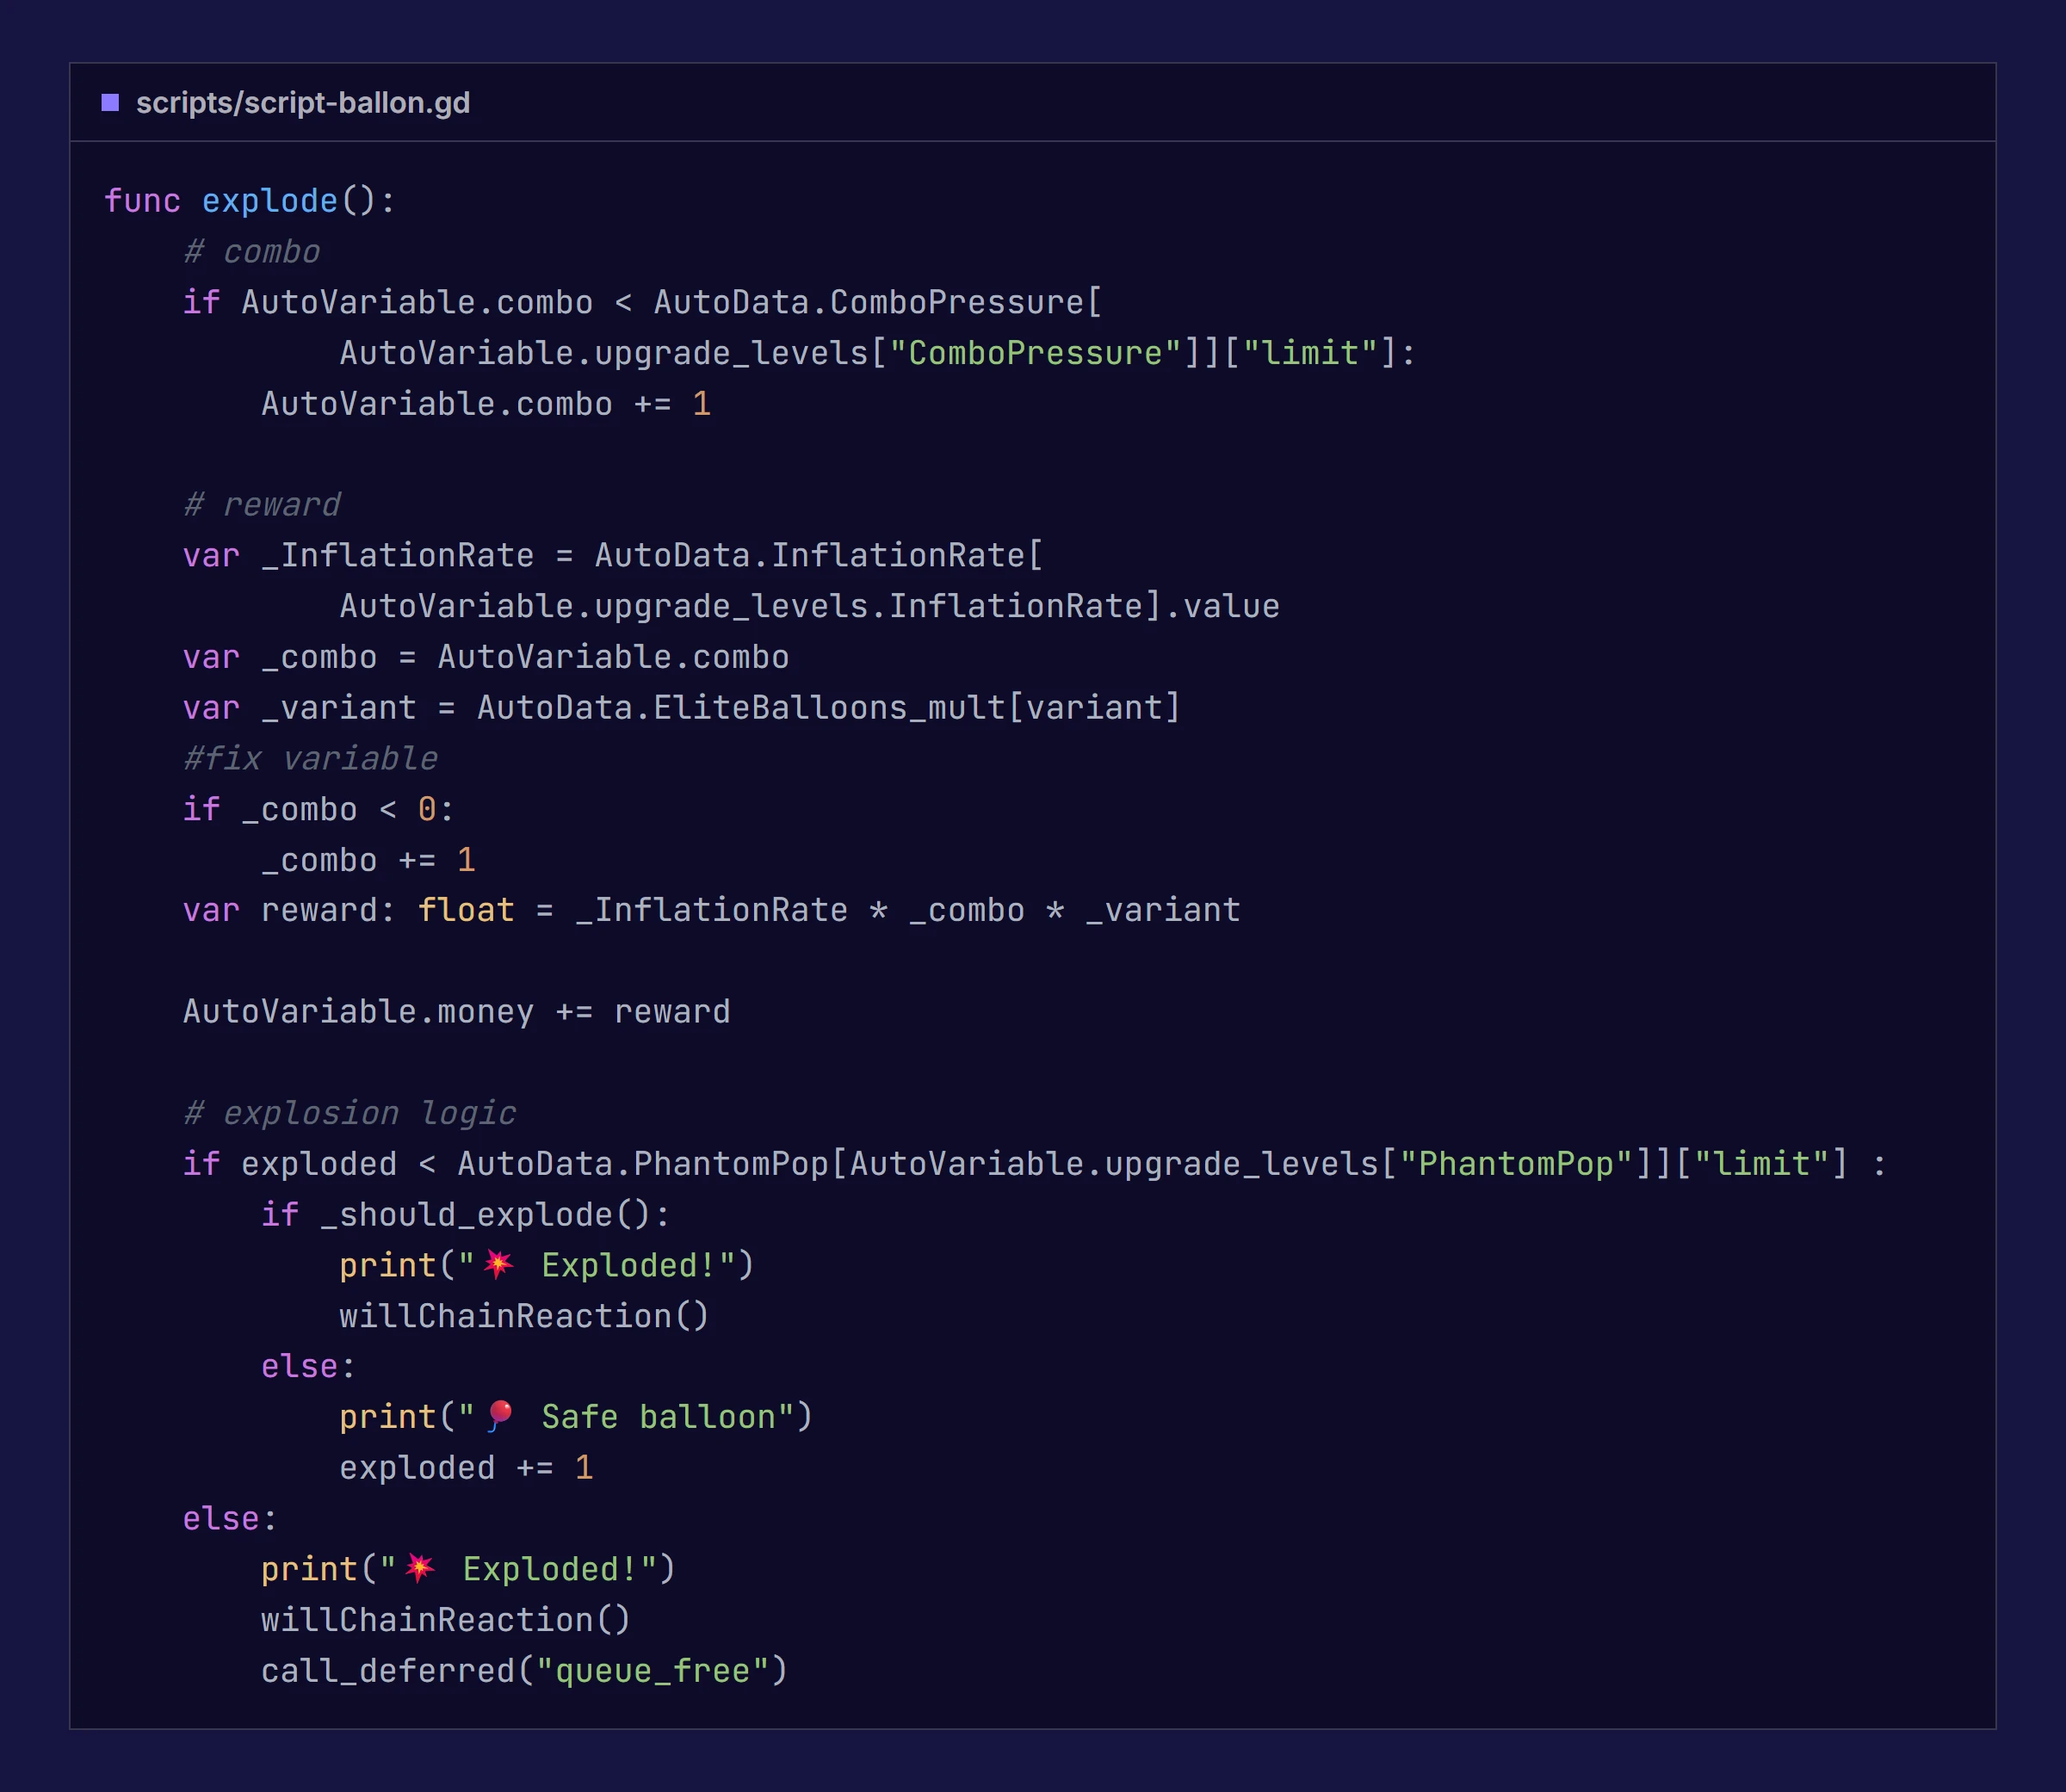 scripts/script-ballon.gd
func explode():
    # combo
    if AutoVariable.combo < AutoData.ComboPressure[
            AutoVariable.upgrade_levels["ComboPressure"]]["limit"]:
        AutoVariable.combo += 1

    # reward
    var _InflationRate = AutoData.InflationRate[
            AutoVariable.upgrade_levels.InflationRate].value
    var _combo = AutoVariable.combo
    var _variant = AutoData.EliteBalloons_mult[variant]
    #fix variable
    if _combo < 0:
        _combo += 1
    var reward: float = _InflationRate * _combo * _variant

    AutoVariable.money += reward

    # explosion logic
    if exploded < AutoData.PhantomPop[AutoVariable.upgrade_levels["PhantomPop"]]["limit"] :
        if _should_explode():
            print("💥 Exploded!")
            willChainReaction()
        else:
            print("🎈 Safe balloon")
            exploded += 1
    else:
        print("💥 Exploded!")
        willChainReaction()
        call_deferred("queue_free")